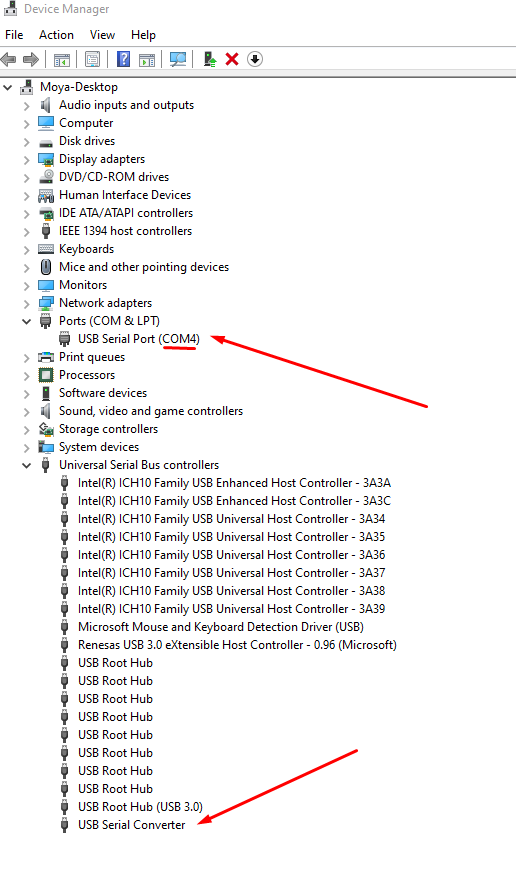 Device Manager
File Action View Help
Moya-Desktop
Audio inputs and outputs
Computer
Disk drives
Display adapters
DVD/CD-ROM drives
Human Interface Devices
IDE ATA/ATAPI controllers
IEEE 1394 host controllers
Keyboards
Mice and other pointing devices
Monitors
Network adapters
Ports (COM & LPT)
USB Serial Port (COM4)
Print queues
Processors
Software devices
Sound, video and game controllers
Storage controllers
System devices
Universal Serial Bus controllers
Intel(R) ICH10 Family USB Enhanced Host Controller - 3A3A
Intel(R) ICH10 Family USB Enhanced Host Controller - 3A3C
Intel(R) ICH10 Family USB Universal Host Controller - 3A34
Intel(R) ICH10 Family USB Universal Host Controller - 3A35
Intel(R) ICH10 Family USB Universal Host Controller - 3A36
Intel(R) ICH10 Family USB Universal Host Controller - 3A37
Intel(R) ICH10 Family USB Universal Host Controller - 3A38
Intel(R) ICH10 Family USB Universal Host Controller - 3A39
Microsoft Mouse and Keyboard Detection Driver (USB)
Renesas USB 3.0 eXtensible Host Controller - 0.96 (Microsoft)
USB Root Hub
USB Root Hub
USB Root Hub
USB Root Hub
USB Root Hub
USB Root Hub
USB Root Hub
USB Root Hub
USB Root Hub (USB 3.0)
USB Serial Converter